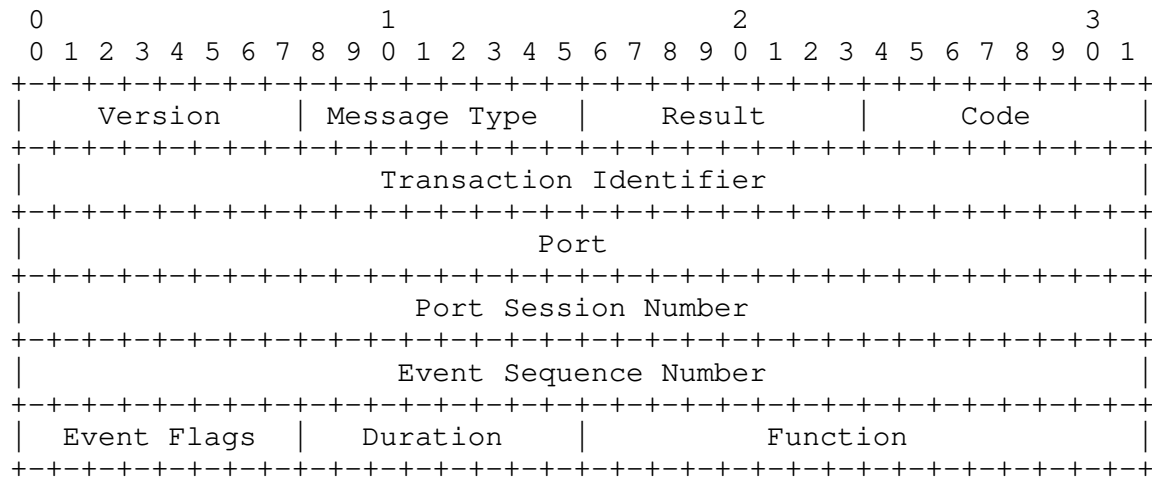 0                   1                   2                   3
 0 1 2 3 4 5 6 7 8 9 0 1 2 3 4 5 6 7 8 9 0 1 2 3 4 5 6 7 8 9 0 1
+-+-+-+-+-+-+-+-+-+-+-+-+-+-+-+-+-+-+-+-+-+-+-+-+-+-+-+-+-+-+-+-+
|    Version    | Message Type  |    Result     |     Code      |
+-+-+-+-+-+-+-+-+-+-+-+-+-+-+-+-+-+-+-+-+-+-+-+-+-+-+-+-+-+-+-+-+
|                    Transaction Identifier                     |
+-+-+-+-+-+-+-+-+-+-+-+-+-+-+-+-+-+-+-+-+-+-+-+-+-+-+-+-+-+-+-+-+
|                             Port                              |
+-+-+-+-+-+-+-+-+-+-+-+-+-+-+-+-+-+-+-+-+-+-+-+-+-+-+-+-+-+-+-+-+
|                      Port Session Number                      |
+-+-+-+-+-+-+-+-+-+-+-+-+-+-+-+-+-+-+-+-+-+-+-+-+-+-+-+-+-+-+-+-+
|                     Event Sequence Number                     |
+-+-+-+-+-+-+-+-+-+-+-+-+-+-+-+-+-+-+-+-+-+-+-+-+-+-+-+-+-+-+-+-+
|  Event Flags  |   Duration    |          Function             |
+-+-+-+-+-+-+-+-+-+-+-+-+-+-+-+-+-+-+-+-+-+-+-+-+-+-+-+-+-+-+-+-+